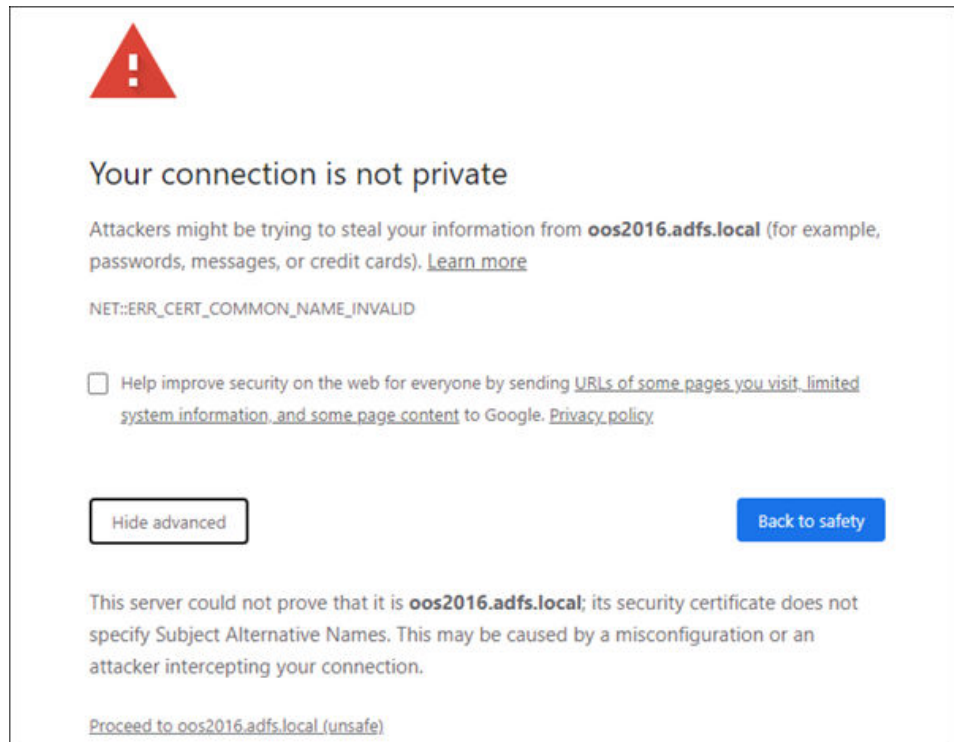 Your connection is not private
Attackers might be trying to steal your information from oos2016.adfs.local (for example,
passwords, messages, or credit cards). Learn more
NET::ERR_CERT_COMMON_NAME_INVALID
Help improve security on the web for everyone by sending URLs of some pages you visit, limited
system information, and some page content to Google. Privacy policy
Hide advanced
Back to safety
This server could not prove that it is oos2016.adfs.local; its security certificate does not
specify Subject Alternative Names. This may be caused by a misconfiguration or an
attacker intercepting your connection.
Proceed to oos2016.adfs.local (unsafe)